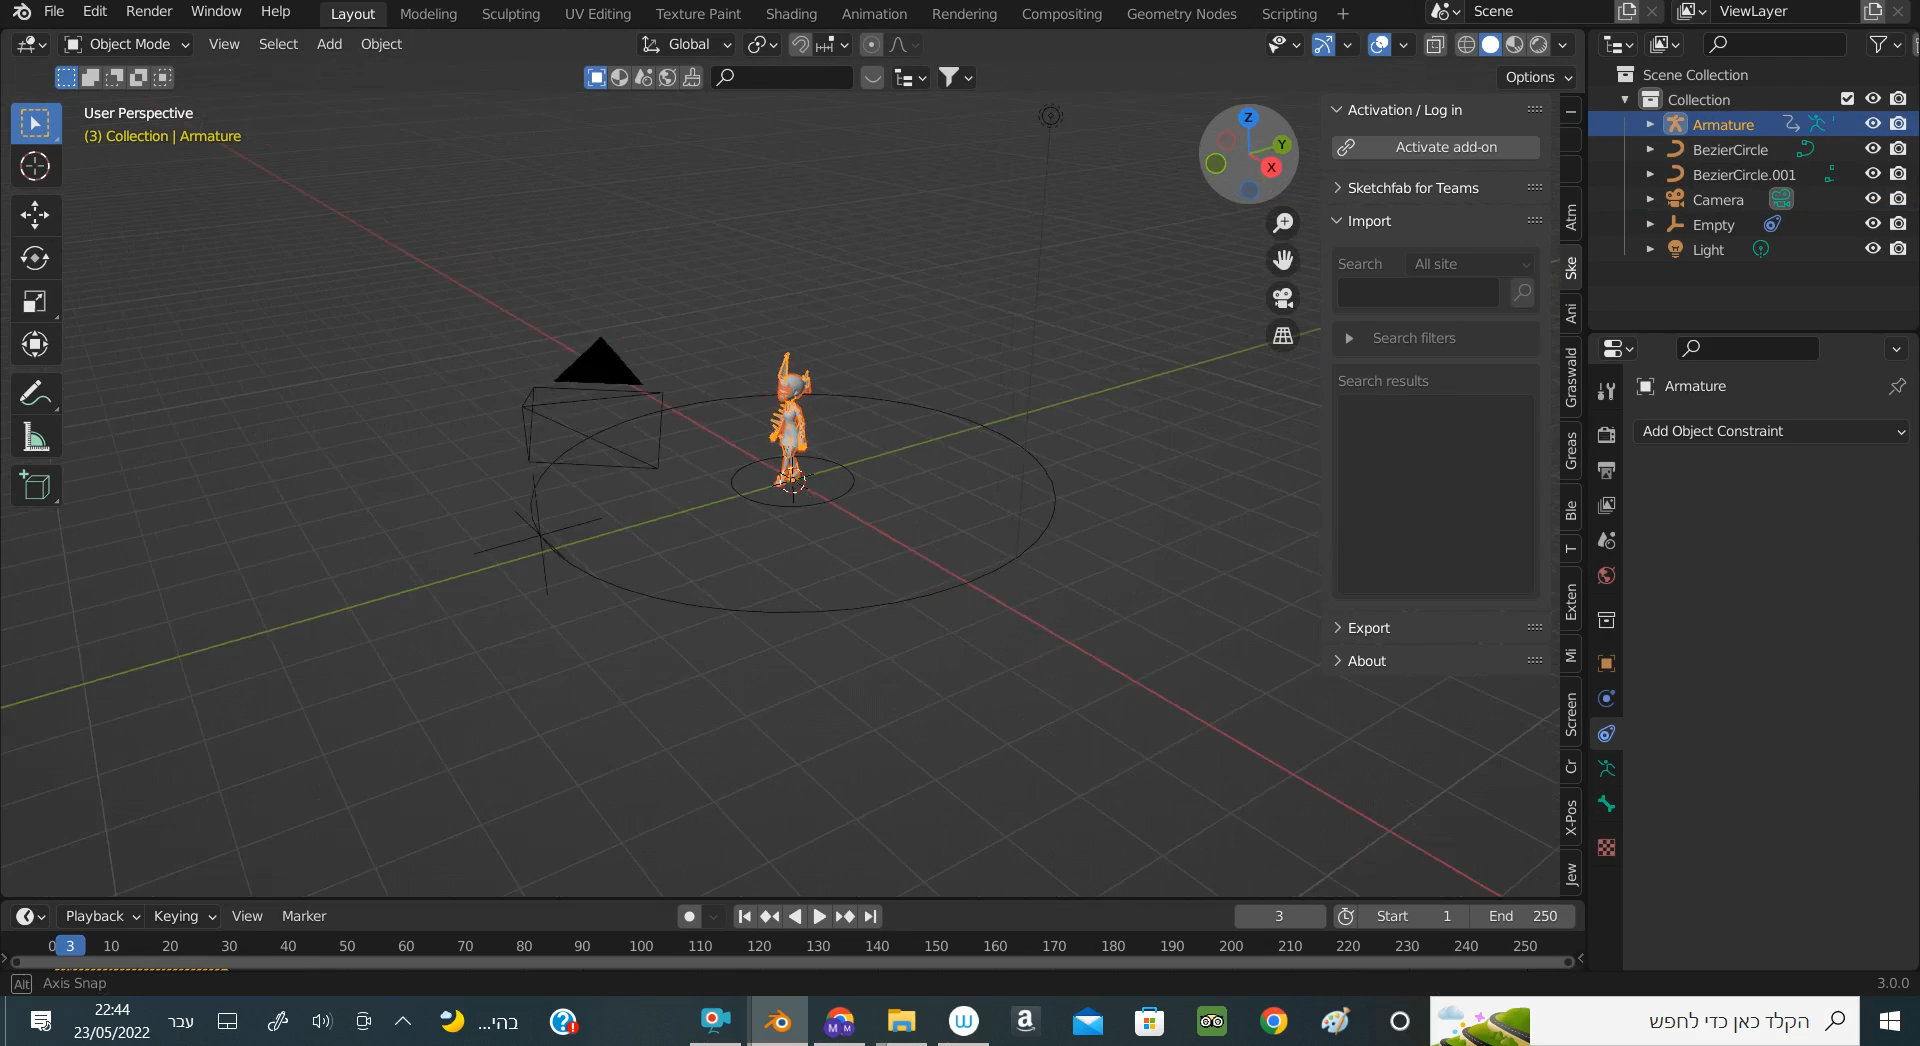 File Edit Render Window Help Layout Modeling Sculpting UV Editing Texture Paint Shading Animation Rendering Compositing Geometry Nodes Scripting + Scene ViewLayer
Object Mode View Select Add Object Global
Options
User Perspective
(3) Collection | Armature
Z
Y
X
Activation / Log in
Activate add-on
Sketchfab for Teams
Import
Search All site
Search filters
Search results
Export
About
I
Atm
Ske
Ani
Graswald
Greas
Ble
T
Exten
Mi
Screen
Cr
X-Pos
Jew
Scene Collection
Collection
Armature
BezierCircle
BezierCircle.001
Camera
Empty
Light
Armature
Add Object Constraint
Playback Keying View Marker 3 Start 1 End 250
0 3 10 20 30 40 50 60 70 80 90 100 110 120 130 140 150 160 170 180 190 200 210 220 230 240 250
Alt Axis Snap 3.0.0
22:44
23/05/2022
עבר
בהי...
הקלד כאן כדי לחפש